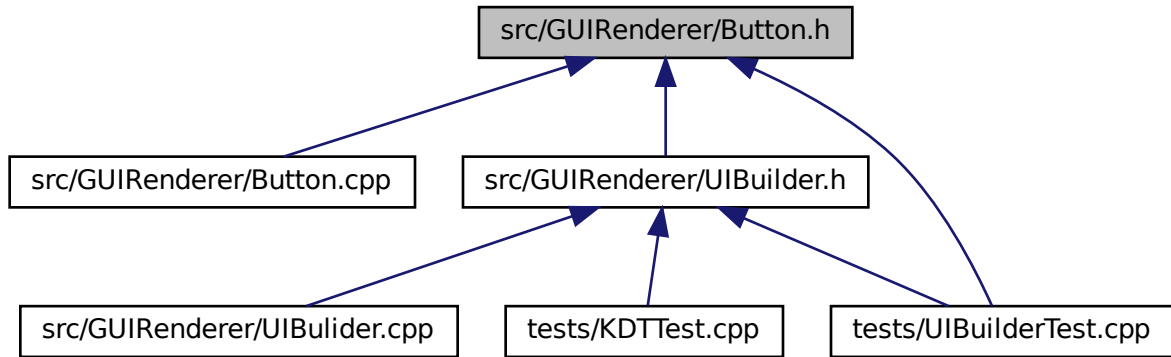 src/GUIRenderer/Button.h
src/GUIRenderer/Button.cpp
src/GUIRenderer/UIBuilder.h
src/GUIRenderer/UIBulider.cpp
tests/KDTTest.cpp
tests/UIBuilderTest.cpp